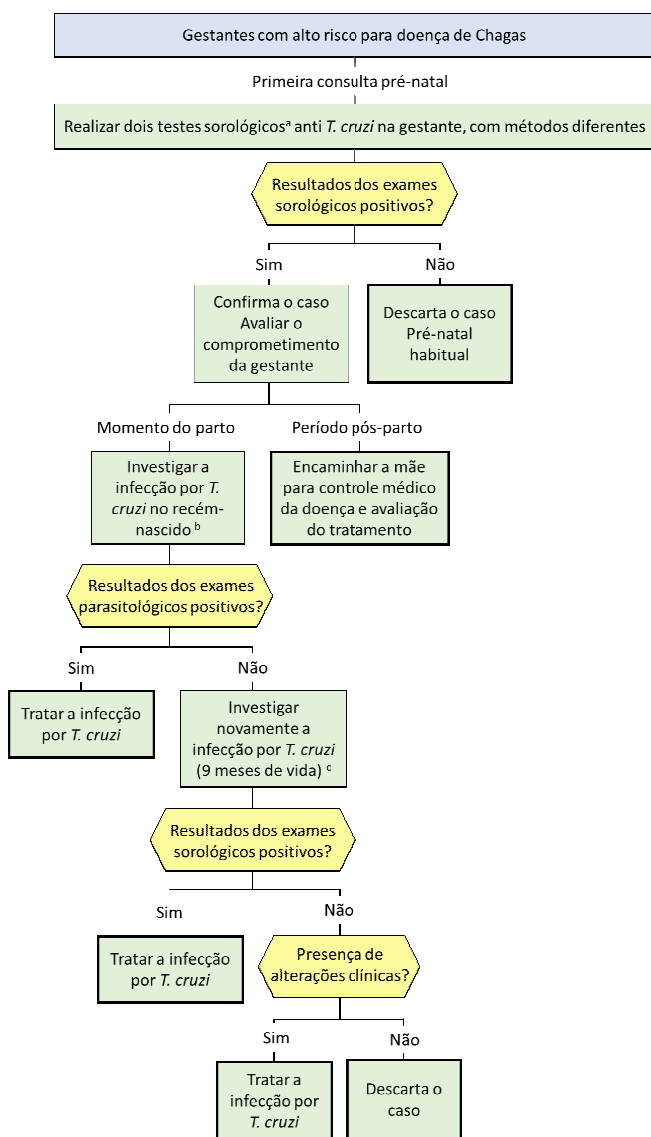 Gestantes com alto risco para doença de Chagas
Primeira consulta pré-natal
Realizar dois testes sorológicosª anti T. cruzi na gestante, com métodos diferentes
Resultados dos exames
sorológicos positivos?
Sim
Não
Confirma o caso
Avaliar o
comprometimento
da gestante
Descarta o caso
Pré-natal
habitual
Momento do parto
Período pós-parto
Investigar a
infecção por T.
cruzi no recém-
nascido b
Encaminhar a mãe
para controle médico
da doença e avaliação
do tratamento
Resultados dos exames
parasitológicos positivos?
Sim
Não
Tratar a infecção
por T. cruzi
Investigar
novamente a
infecção por T. cruzi
(9 meses de vida) c
Resultados dos exames
sorológicos positivos?
Sim
Não
Tratar a infecção
por T. cruzi
Presença de
alterações clínicas?
Sim
Não
Tratar a
infecção por
T. cruzi
Descarta o
caso